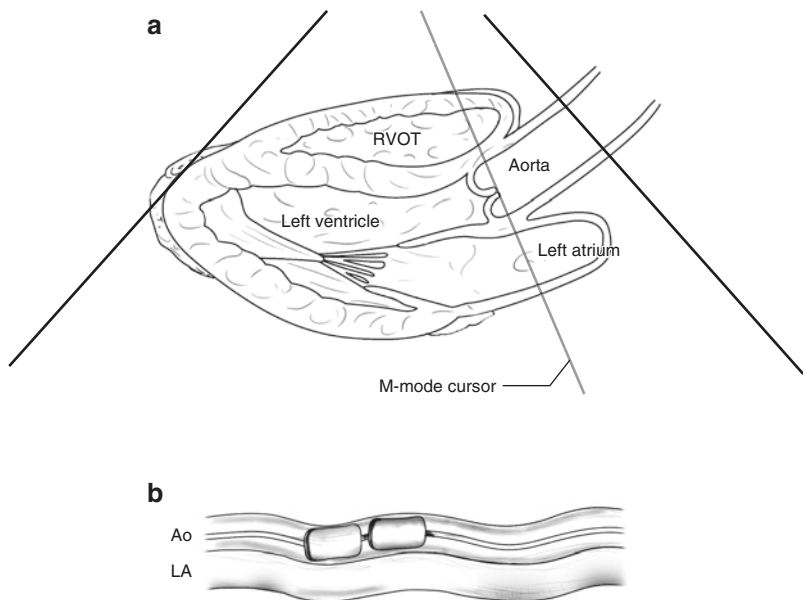 a
RVOT
Aorta
Left ventricle
Left atrium
M-mode cursor
b
Ao
LA